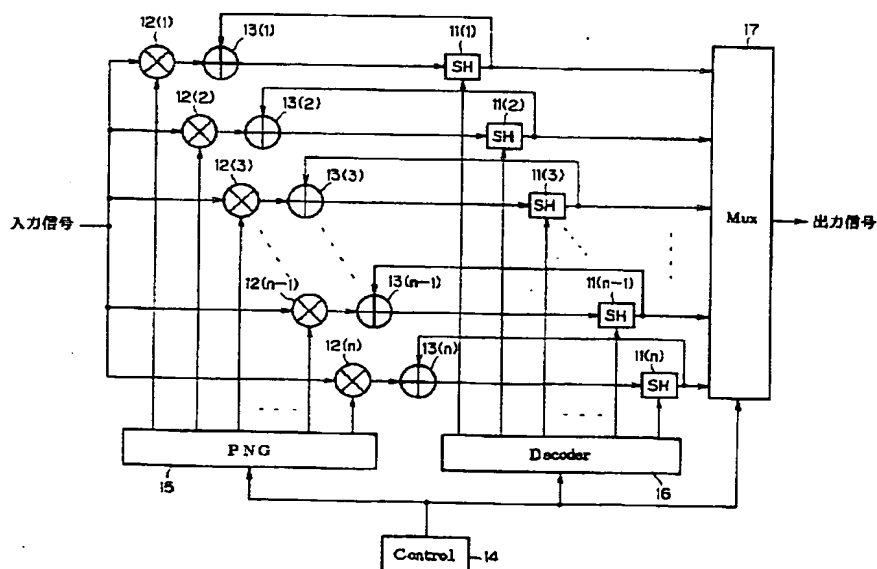 12(1)
13(1)
11(1)
17
SH
12(2)
13(2)
11(2)
SH
12(3)
13(3)
11(3)
SH
入力信号
Mux
出力信号
12(n-1)
13(n-1)
11(n-1)
SH
12(n)
13(n)
11(n)
SH
PNG
Decoder
15
16
Control
14